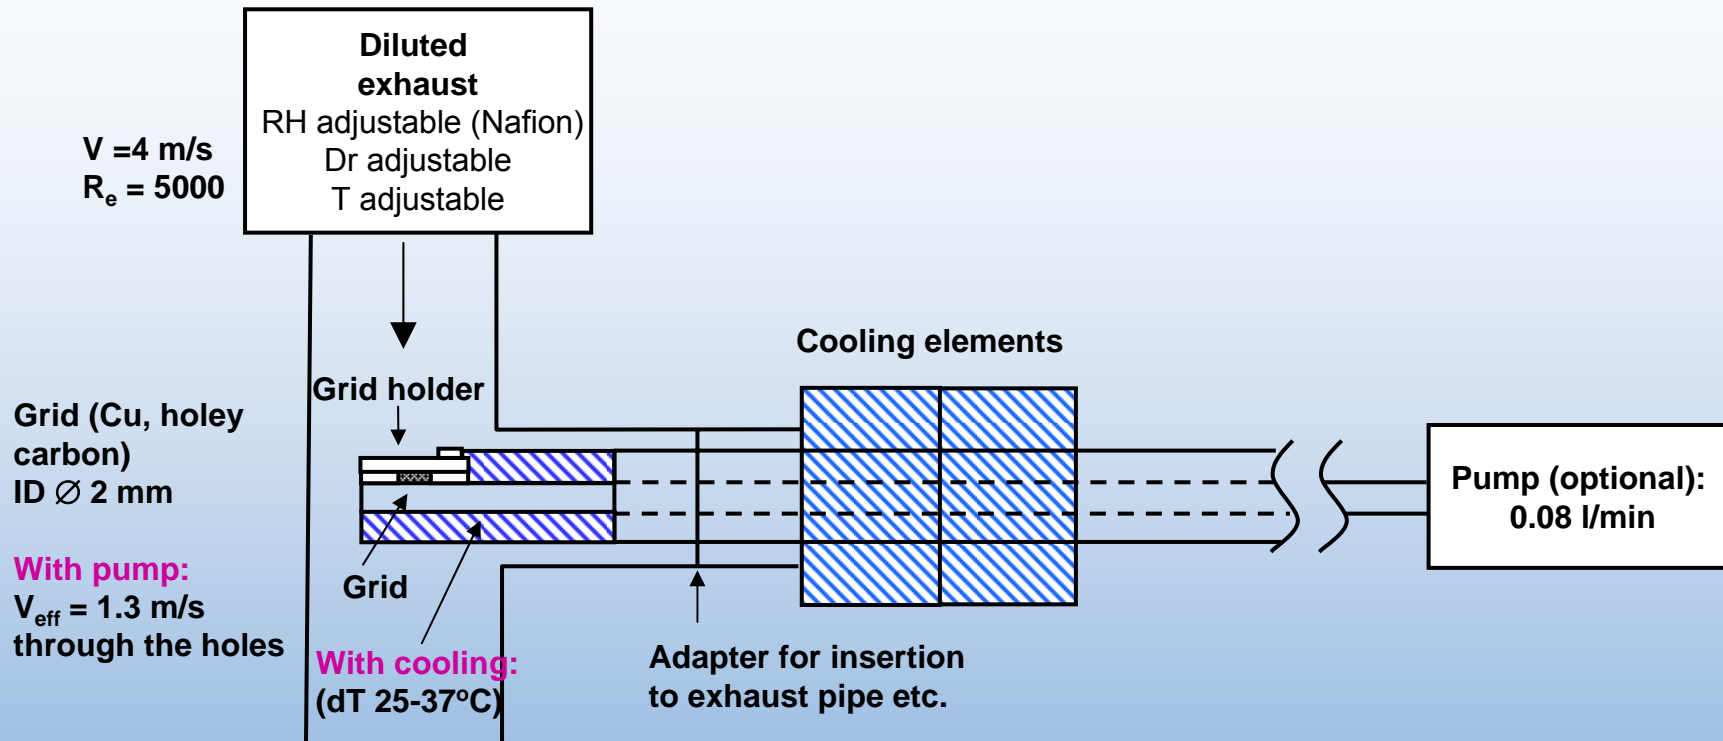 Diluted
exhaust
RH adjustable (Nafion)
Dr adjustable
T adjustable
V =4 m/s
Re = 5000
Cooling elements
Grid holder
Grid (Cu, holey
carbon)
ID ∅ 2 mm
Pump (optional):
0.08 l/min
With pump:
Veff = 1.3 m/s
through the holes
Grid
With cooling:
(dT 25-37ºC)
Adapter for insertion
to exhaust pipe etc.